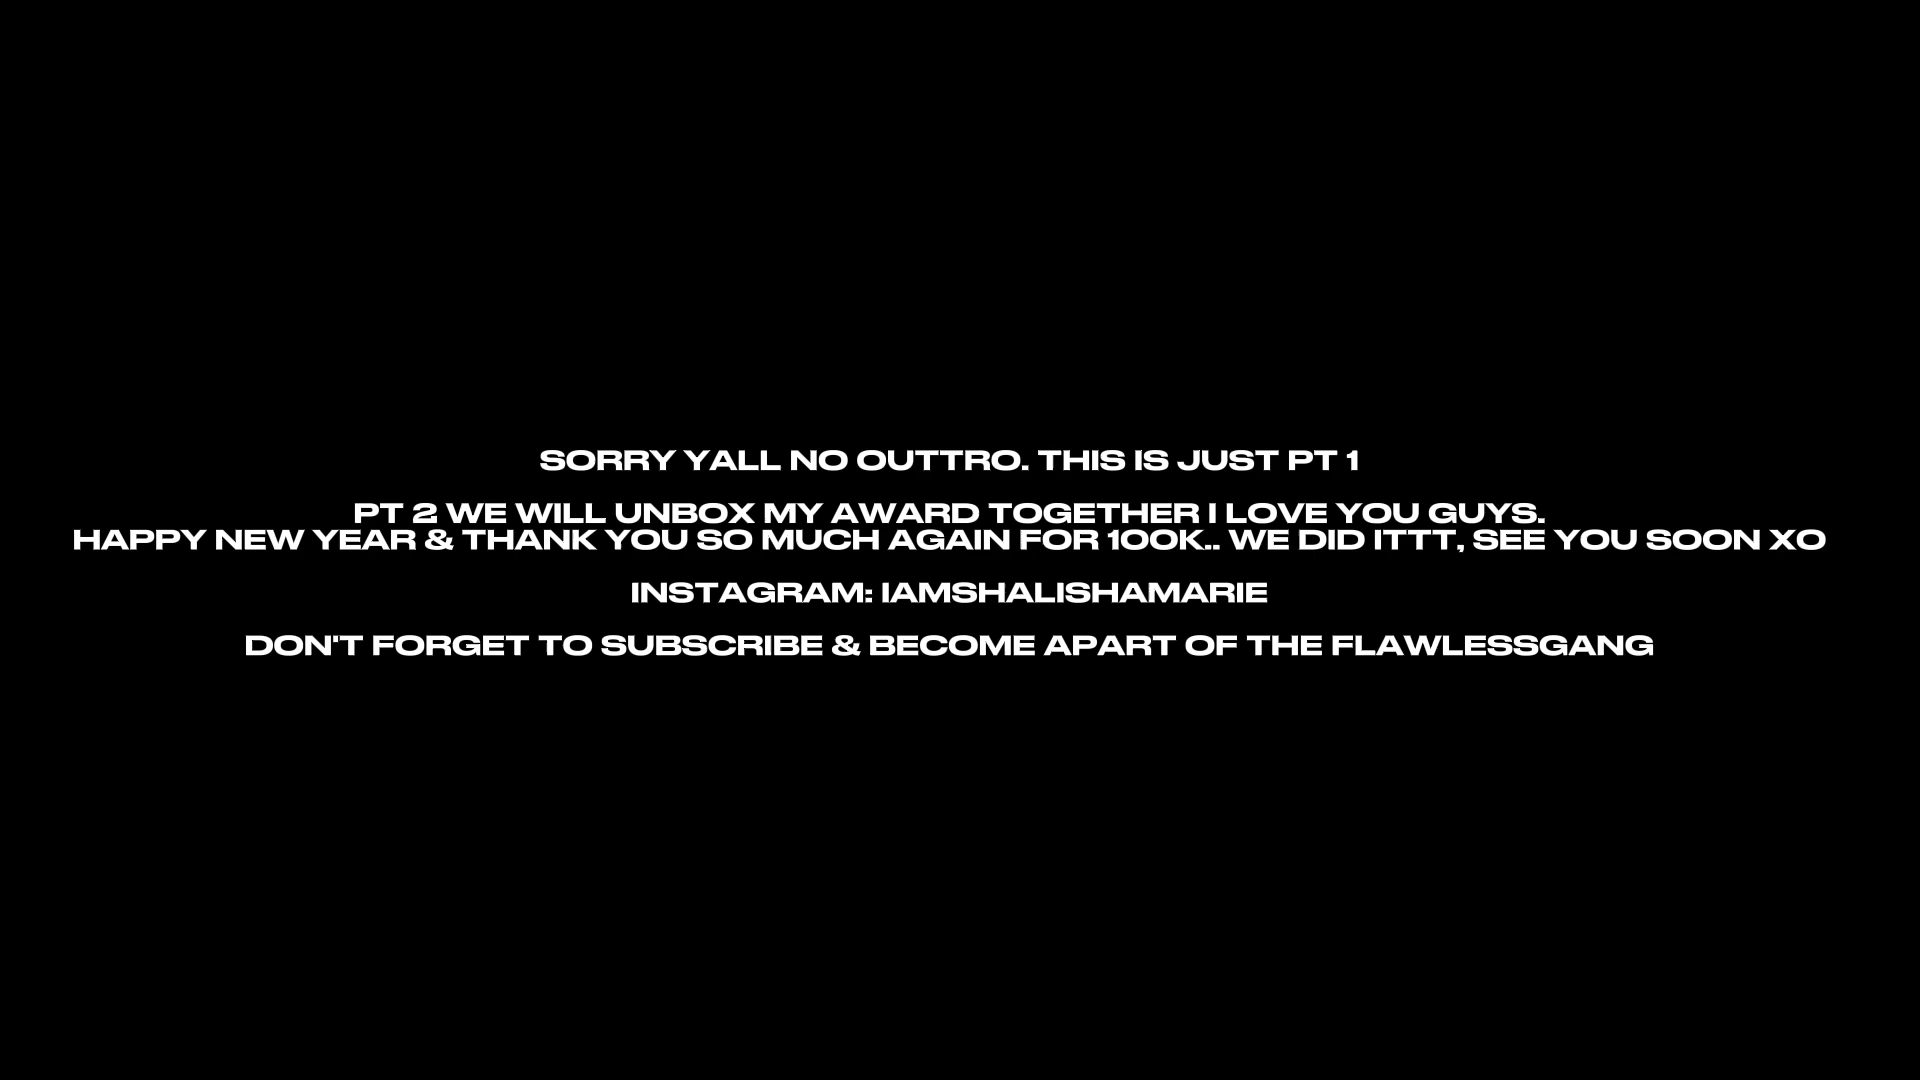 SORRY YALL NO OUTTRO. THIS IS JUST PT 1
PT 2 WE WILL UNBOX MY AWARD TOGETHER I LOVE YOU GUYS.
HAPPY NEW YEAR & THANK YOU SO MUCH AGAIN FOR 100K.. WE DID ITTT, SEE YOU SOON XO
INSTAGRAM: IAMSHALISHAMARIE
DON'T FORGET TO SUBSCRIBE & BECOME APART OF THE FLAWLESSGANG